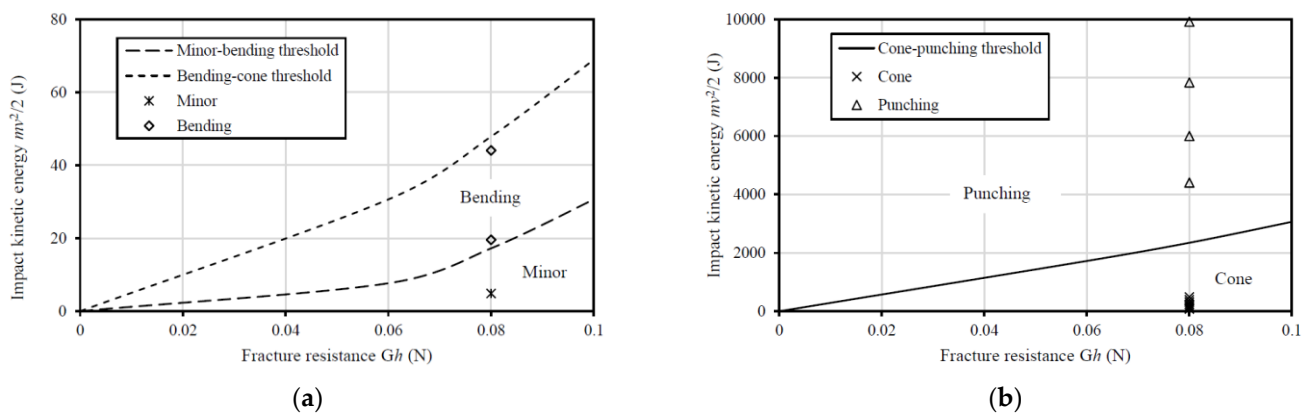 80
60
40
20
0
Impact kinetic energy mv²/2 (J)
Minor-bending threshold
Bending-cone threshold
Minor
Bending
Bending
Minor
0
0.02
0.04
0.06
0.08
0.1
Fracture resistance Gh (N)
(a)
10000
8000
6000
4000
2000
0
Impact kinetic energy mv²/2 (J)
Cone-punching threshold
Cone
Punching
Punching
Cone
0
0.02
0.04
0.06
0.08
0.1
Fracture resistance Gh (N)
(b)